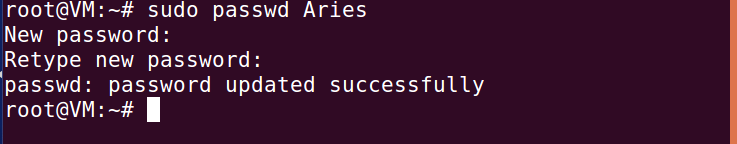 root@VM:~# sudo passwd Aries
New password:
Retype new password:
passwd: password updated successfully
root@VM:~#